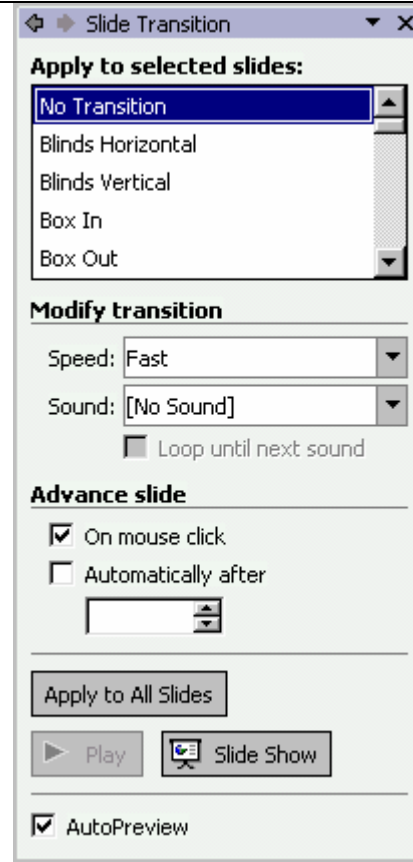 Slide Transition
Apply to selected slides:
No Transition
Blinds Horizontal
Blinds Vertical
Box In
Box Out
Modify transition
Speed: Fast
Sound: [No Sound]
Loop until next sound
Advance slide
On mouse click
Automatically after
Apply to All Slides
Play Slide Show
AutoPreview